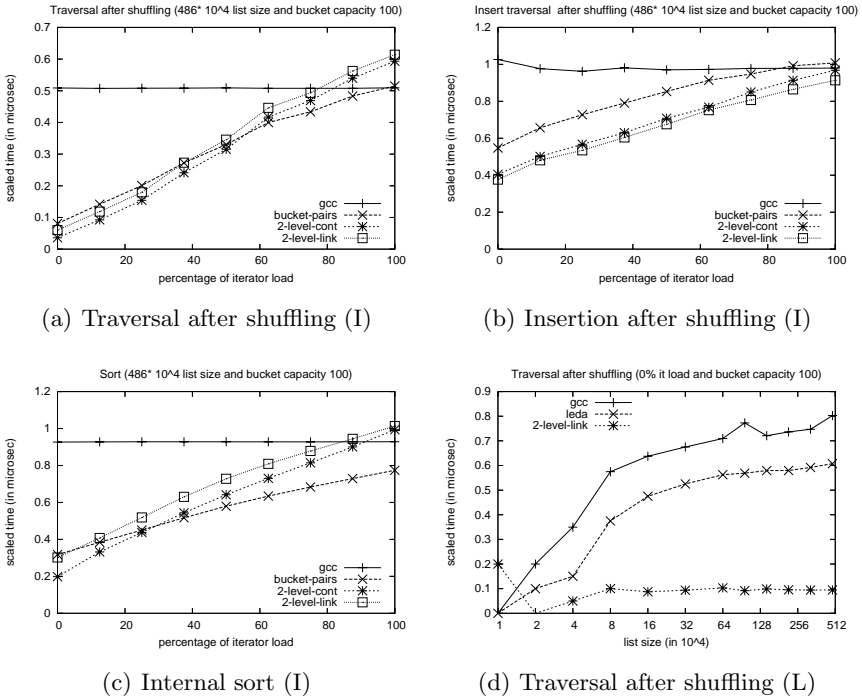 Traversal after shuffling (486* 10^4 list size and bucket capacity 100)
0.7
0.6
0.5
0.4
0.3
0.2
0.1
0
scaled time (in microsec)
gcc
bucket-pairs
2-level-cont
2-level-link
0 20 40 60 80 100
percentage of iterator load
(a) Traversal after shuffling (I)
Insert traversal after shuffling (486* 10^4 list size and bucket capacity 100)
1.2
1
0.8
0.6
0.4
0.2
0
scaled time (in microsec)
gcc
bucket-pairs
2-level-cont
2-level-link
0 20 40 60 80 100
percentage of iterator load
(b) Insertion after shuffling (I)
Sort (486* 10^4 list size and bucket capacity 100)
1.2
1
0.8
0.6
0.4
0.2
0
scaled time (in microsec)
gcc
bucket-pairs
2-level-cont
2-level-link
0 20 40 60 80 100
percentage of iterator load
(c) Internal sort (I)
Traversal after shuffling (0% it load and bucket capacity 100)
0.9
0.8
0.7
0.6
0.5
0.4
0.3
0.2
0.1
0
scaled time (in microsec)
gcc
leda
2-level-link
1 2 4 8 16 32 64 128 256 512
list size (in 10^4)
(d) Traversal after shuffling (L)